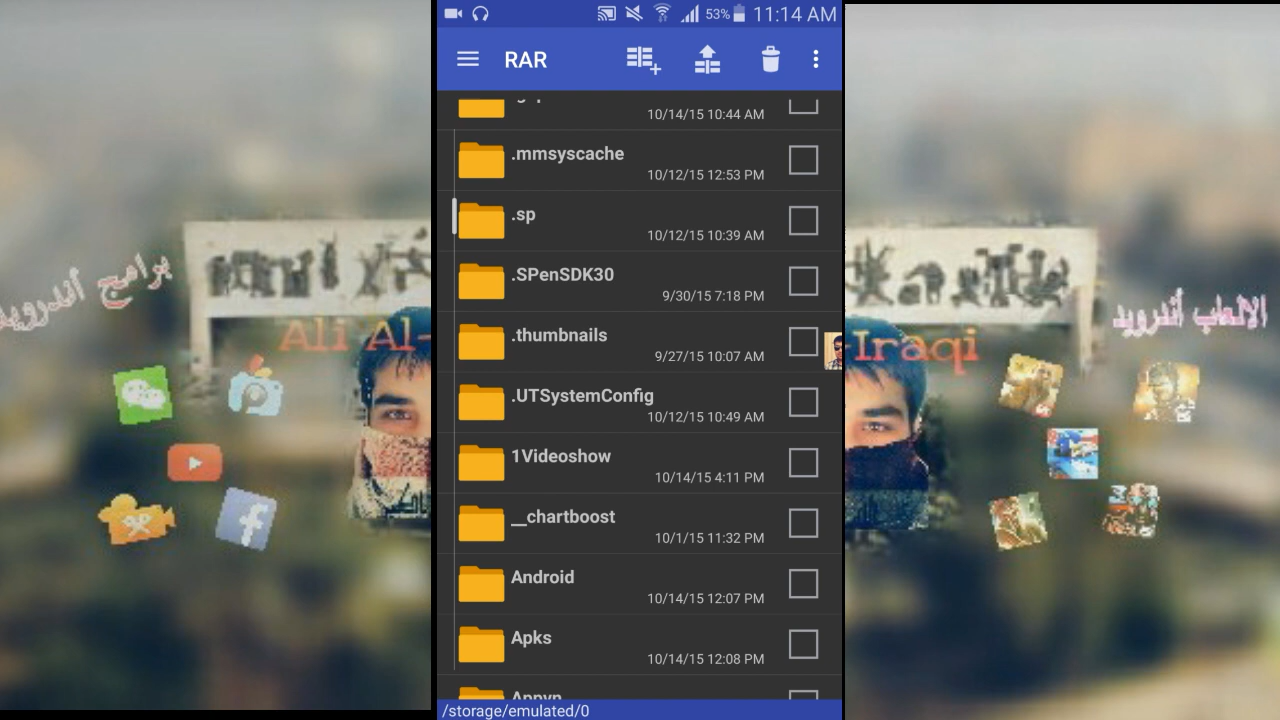 53% 11:14 AM
RAR
10/14/15 10:44 AM
.mmsyscache
10/12/15 12:53 PM
.sp
10/12/15 10:39 AM
.SPenSDK30
9/30/15 7:18 PM
.thumbnails
9/27/15 10:07 AM
.UTSystemConfig
10/12/15 10:49 AM
1Videoshow
10/14/15 4:11 PM
__chartboost
10/1/15 11:32 PM
Android
10/14/15 12:07 PM
Apks
10/14/15 12:08 PM
/storage/emulated/0
برامج أندرويد
Ali Al-
Iraqi
الالعاب أندرويد